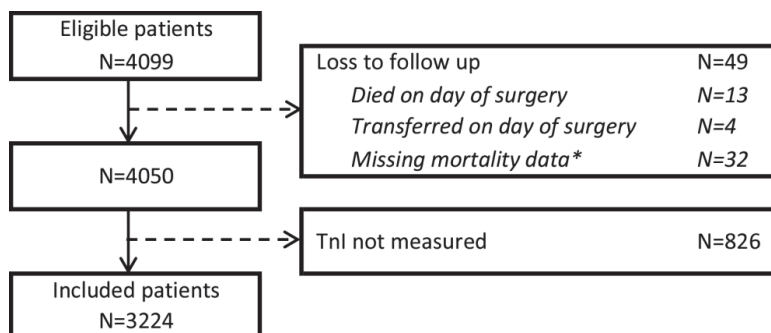 Eligible patients
N=4099
Loss to follow up N=49
Died on day of surgery N=13
Transferred on day of surgery N=4
Missing mortality data* N=32
N=4050
TnI not measured N=826
Included patients
N=3224